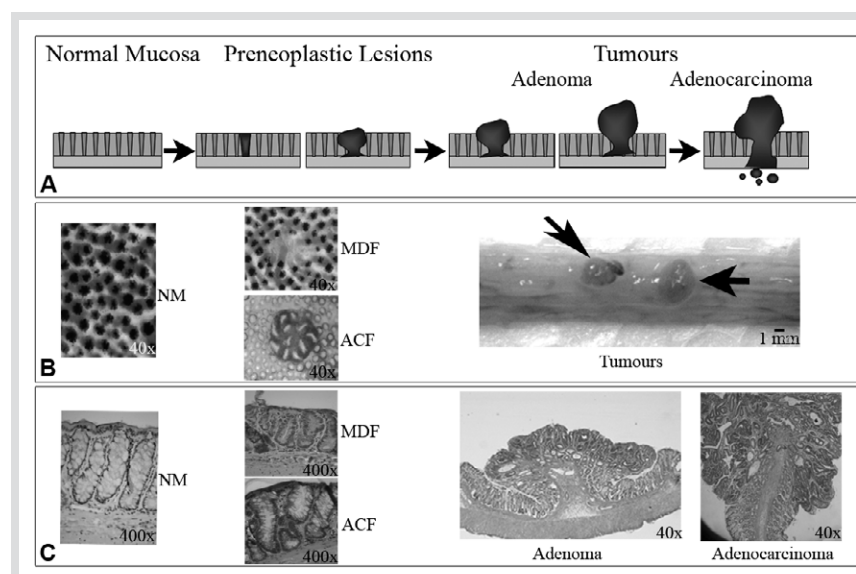 Normal Mucosa Preneoplastic Lesions Tumours
Adenoma Adenocarcinoma
A
NM
40x
MDF
40x
ACF
40x
1 mm
Tumours
B
NM
400x
MDF
400x
ACF
400x
40x
Adenoma
40x
Adenocarcinoma
C